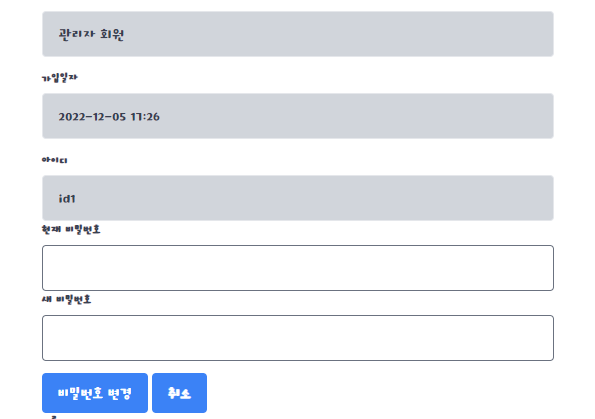 관리자 회원
가입일자
2022-12-05 17:26
아이디
id1
현재 비밀번호
새 비밀번호
비밀번호 변경 취소